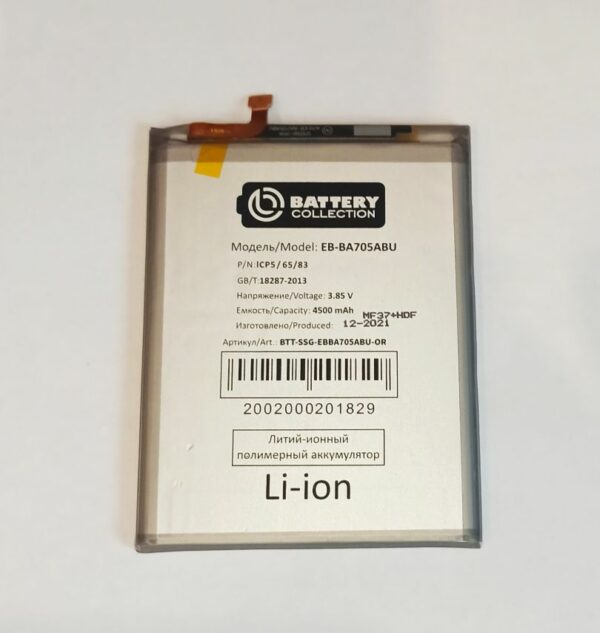 BATTERY
COLLECTION
Модель/Model: EB-BA705ABU
P/N:ICP5/65/83
GB/T:18287-2013
Напряжение/Voltage: 3.85 V
Емкость/Capacity: 4500 mAh
MF37+HDF
Изготовлено/Produced: 12-2021
Артикул/Art.: BTT-SSG-EBBA705ABU-OR
2002000201829
Литий-ионный
полимерный аккумулятор
Li-ion